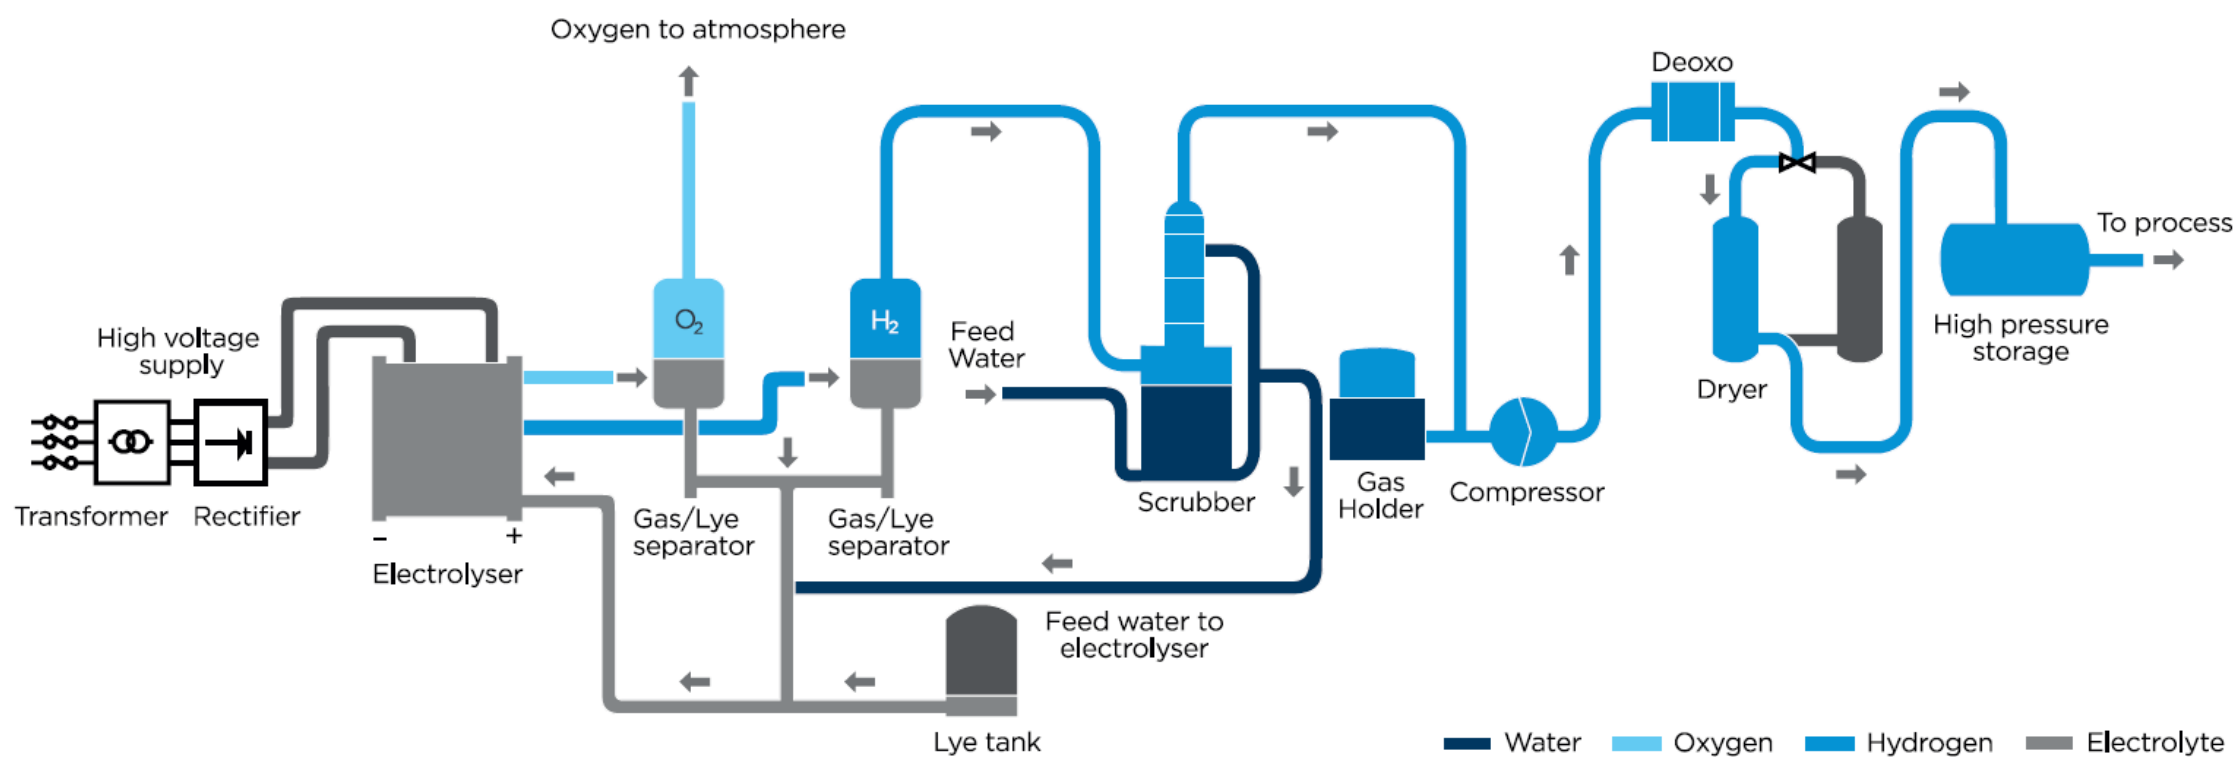 Oxygen to atmosphere
Deoxo
To process
High pressure
storage
Dryer
O2
H2
Feed
Water
High voltage
supply
Transformer
Rectifier
-
+
Electrolyser
Gas/Lye
separator
Gas/Lye
separator
Scrubber
Gas
Holder
Compressor
Feed water to
electrolyser
Lye tank
Water
Oxygen
Hydrogen
Electrolyte